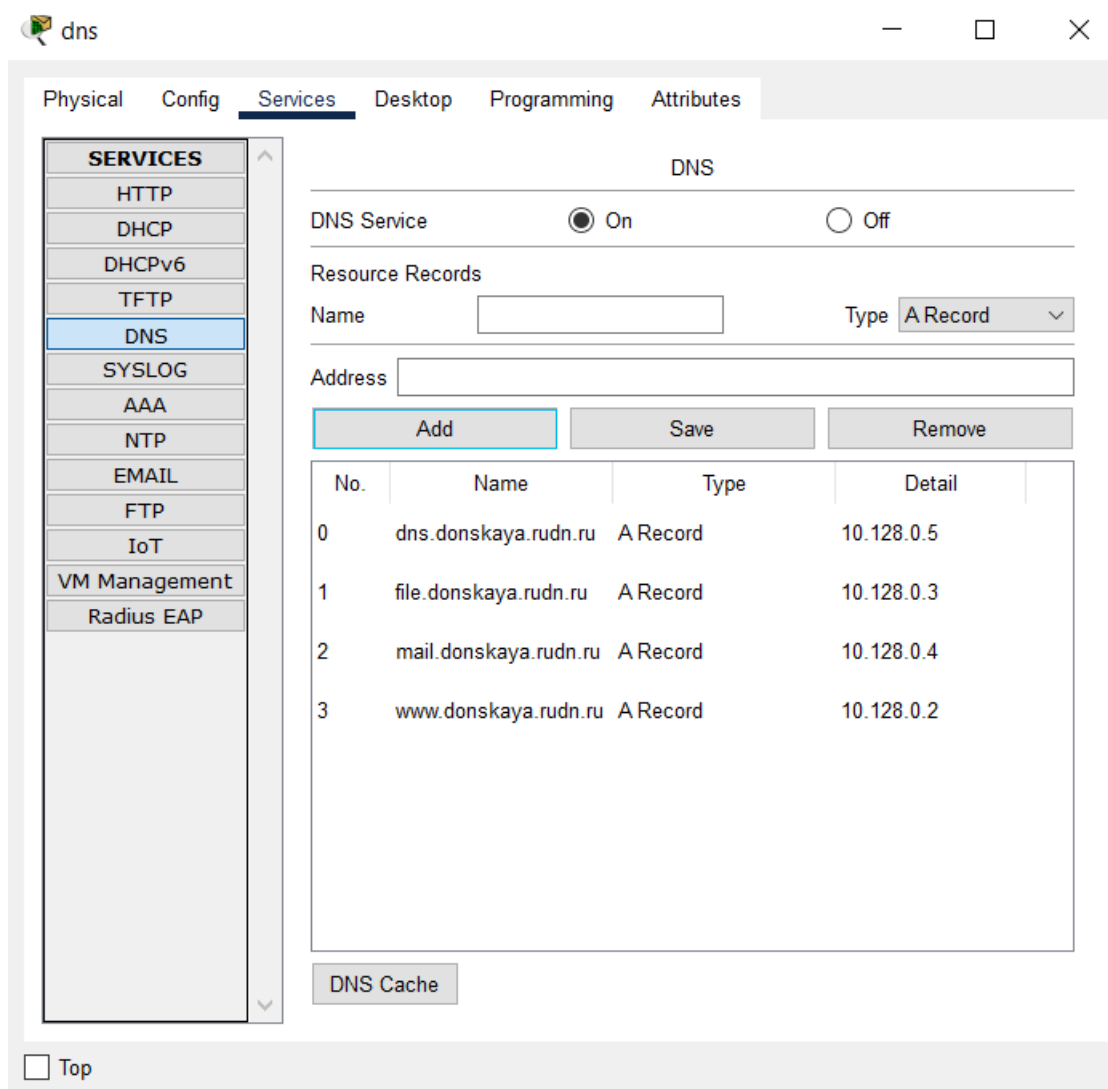 dns
Physical Config Services Desktop Programming Attributes
SERVICES
HTTP
DHCP
DHCPv6
TFTP
DNS
SYSLOG
AAA
NTP
EMAIL
FTP
IoT
VM Management
Radius EAP
DNS
DNS Service On Off
Resource Records
Name Type A Record
Address
Add Save Remove
No. Name Type Detail
0 dns.donskaya.rudn.ru A Record 10.128.0.5
1 file.donskaya.rudn.ru A Record 10.128.0.3
2 mail.donskaya.rudn.ru A Record 10.128.0.4
3 www.donskaya.rudn.ru A Record 10.128.0.2
DNS Cache
Top